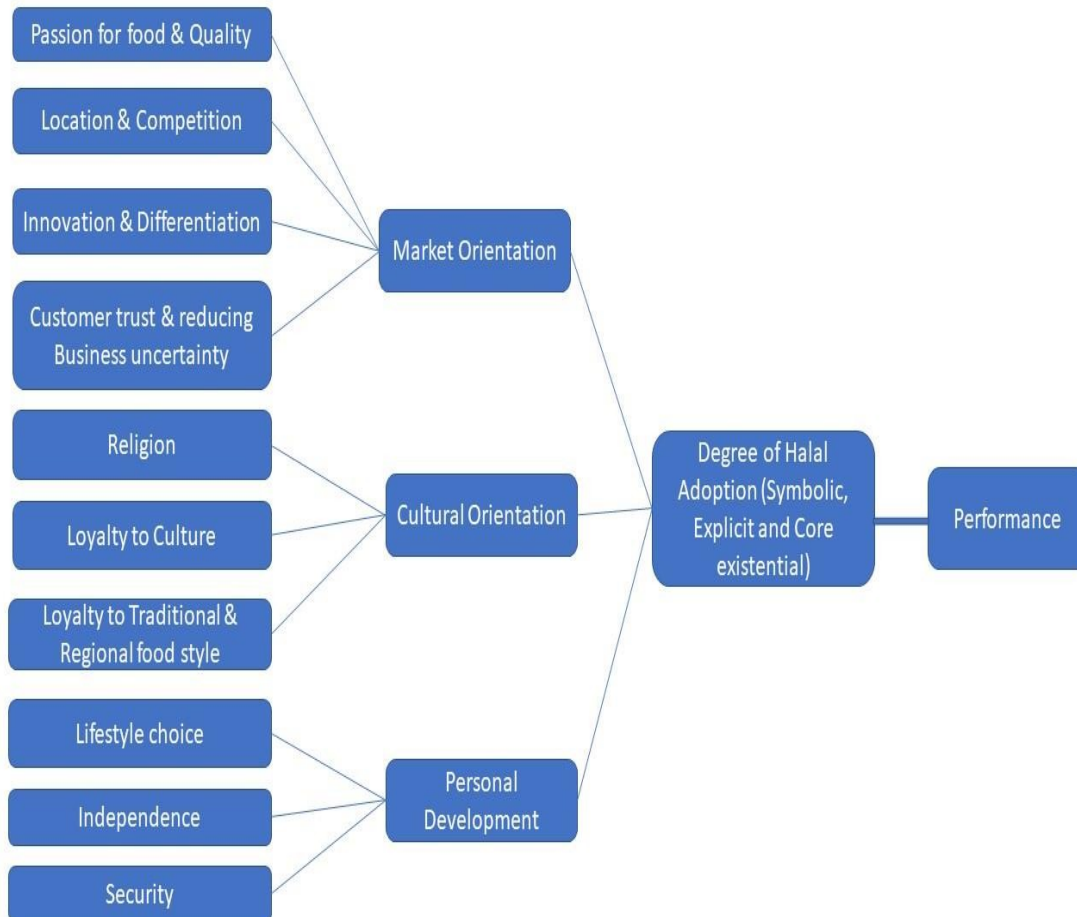 Passion for food & Quality
Location & Competition
Innovation & Differentiation
Customer trust & reducing
Business uncertainty
Religion
Loyalty to Culture
Loyalty to Traditional &
Regional food style
Lifestyle choice
Independence
Security
Market Orientation
Cultural Orientation
Personal
Development
Degree of Halal
Adoption (Symbolic,
Explicit and Core
existential)
Performance